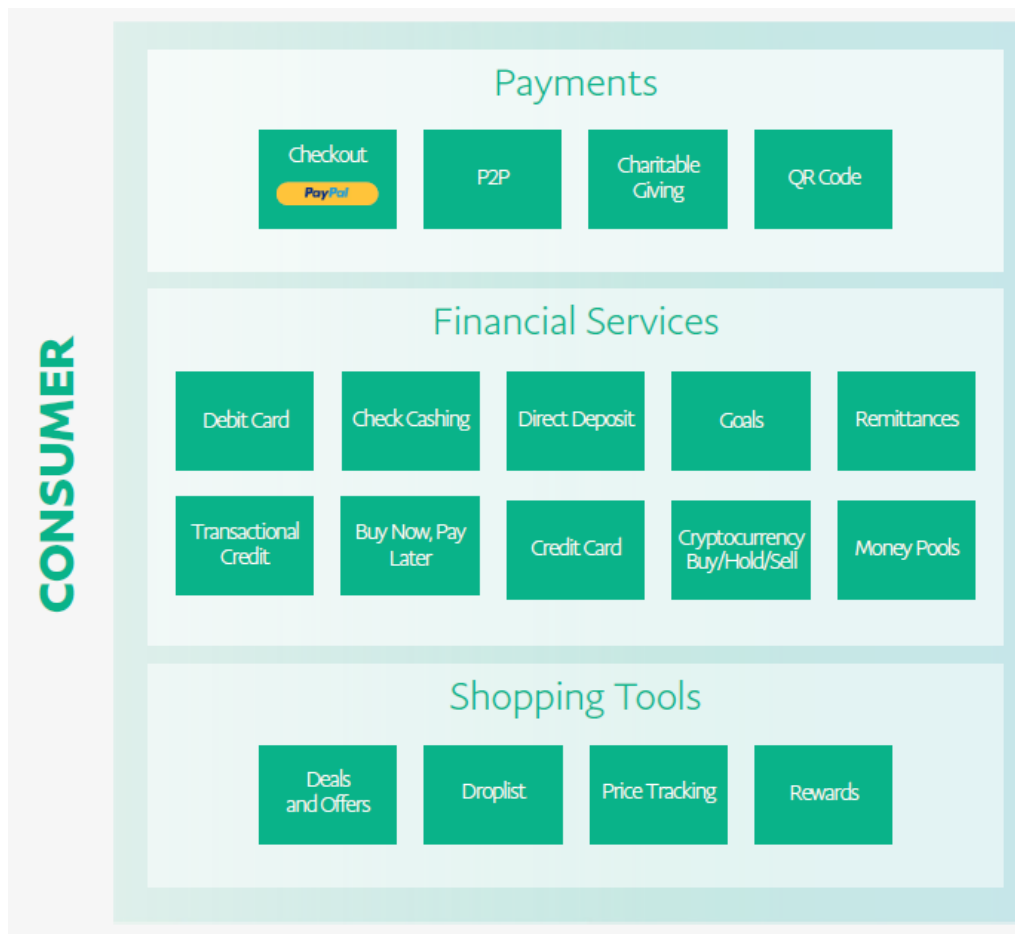 CONSUMER
Payments
Checkout
PayPal
P2P
Charitable
Giving
QR Code
Financial Services
Debit Card
Check Cashing
Direct Deposit
Goals
Remittances
Transactional
Credit
Buy Now, Pay
Later
Credit Card
Cryptocurrency
Buy/Hold/Sell
Money Pools
Shopping Tools
Deals
and Offers
Droplist
Price Tracking
Rewards